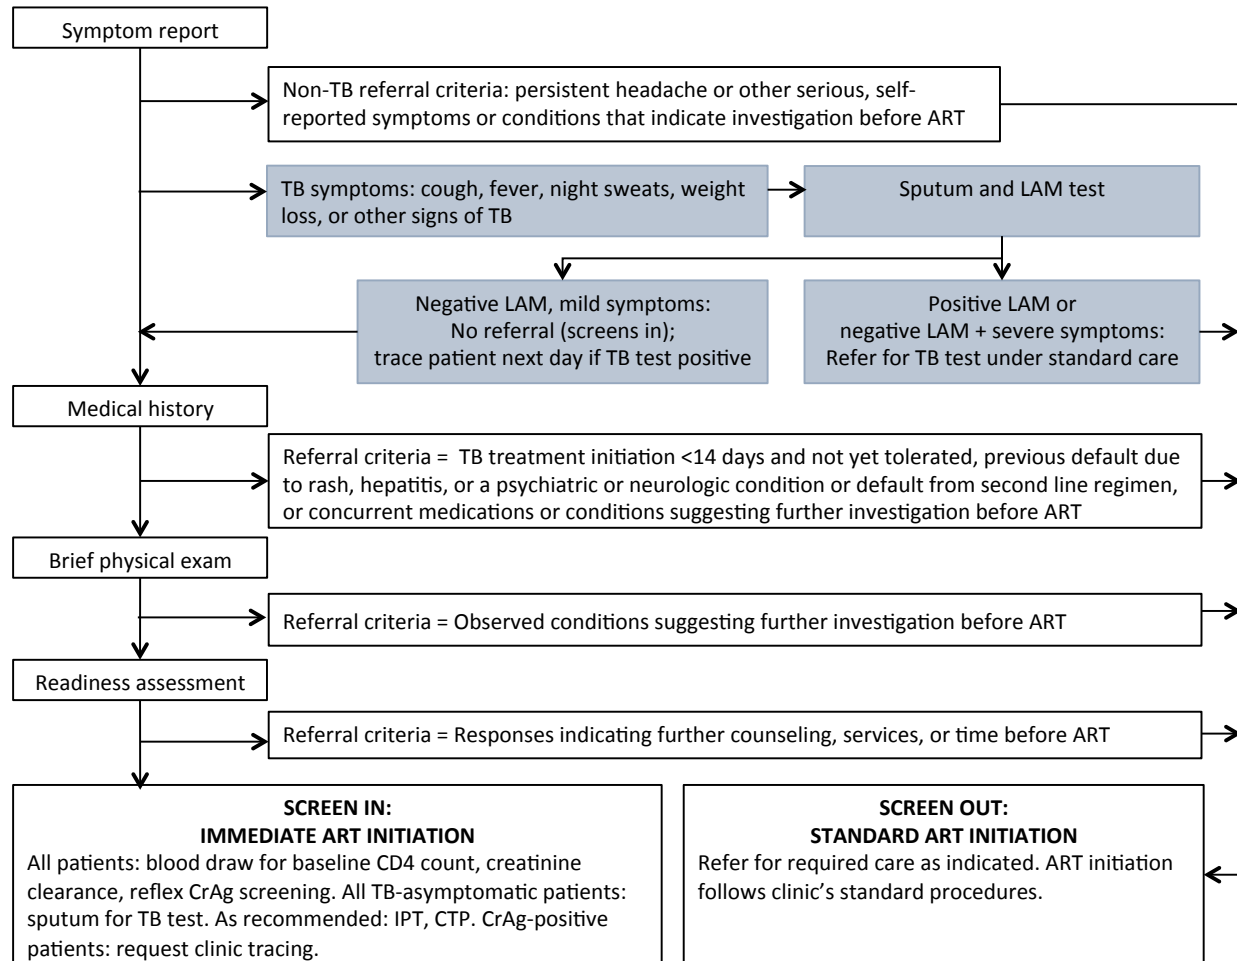 Symptom report
Non-TB referral criteria: persistent headache or other serious, self-
reported symptoms or conditions that indicate investigation before ART
TB symptoms: cough, fever, night sweats, weight
loss, or other signs of TB
Sputum and LAM test
Negative LAM, mild symptoms:
No referral (screens in);
trace patient next day if TB test positive
Positive LAM or
negative LAM + severe symptoms:
Refer for TB test under standard care
Medical history
Referral criteria = TB treatment initiation <14 days and not yet tolerated, previous default due
to rash, hepatitis, or a psychiatric or neurologic condition or default from second line regimen,
or concurrent medications or conditions suggesting further investigation before ART
Brief physical exam
Referral criteria = Observed conditions suggesting further investigation before ART
Readiness assessment
Referral criteria = Responses indicating further counseling, services, or time before ART
SCREEN IN:
IMMEDIATE ART INITIATION
All patients: blood draw for baseline CD4 count, creatinine
clearance, reflex CrAg screening. All TB-asymptomatic patients:
sputum for TB test. As recommended: IPT, CTP. CrAg-positive
patients: request clinic tracing.
SCREEN OUT:
STANDARD ART INITIATION
Refer for required care as indicated. ART initiation
follows clinic's standard procedures.